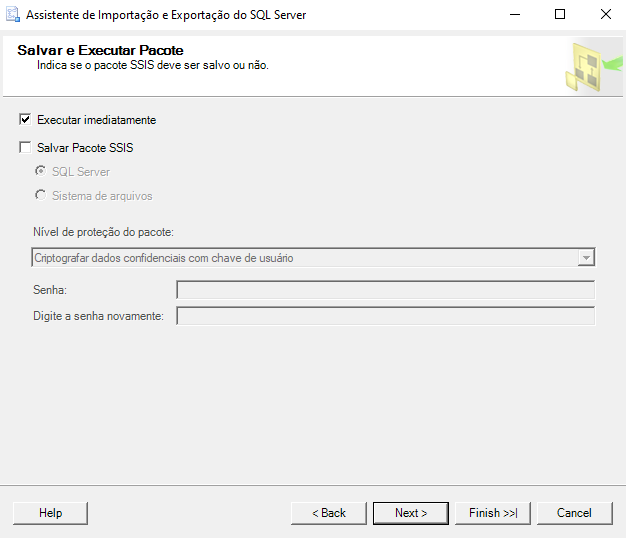 Assistente de Importação e Exportação do SQL Server
Salvar e Executar Pacote
Indica se o pacote SSIS deve ser salvo ou não.
Executar imediatamente
Salvar Pacote SSIS
SQL Server
Sistema de arquivos
Nível de proteção do pacote:
Criptografar dados confidenciais com chave de usuário
Senha:
Digite a senha novamente:
Help
< Back
Next >
Finish >>|
Cancel